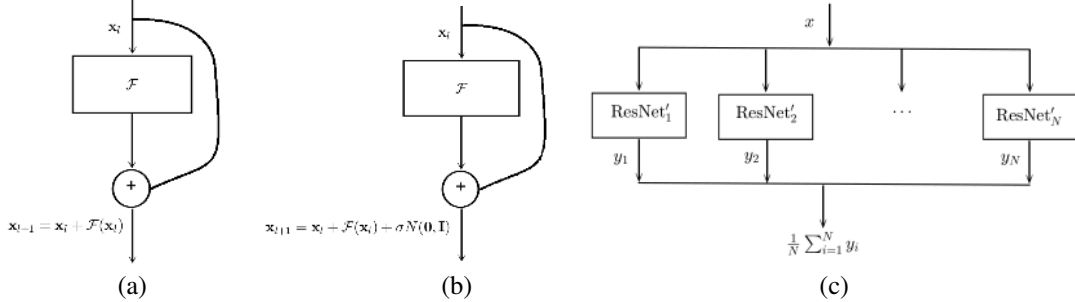 x_l
F
+
x_{l+1} = x_l + F(x_l)
(a)
x_l
F
+
x_{l+1} = x_l + F(x_l) + σN(0, I)
(b)
x
ResNet′_1
ResNet′_2
...
ResNet′_N
y_1
y_2
y_N
1/N ∑_{i=1}^{N} y_i
(c)